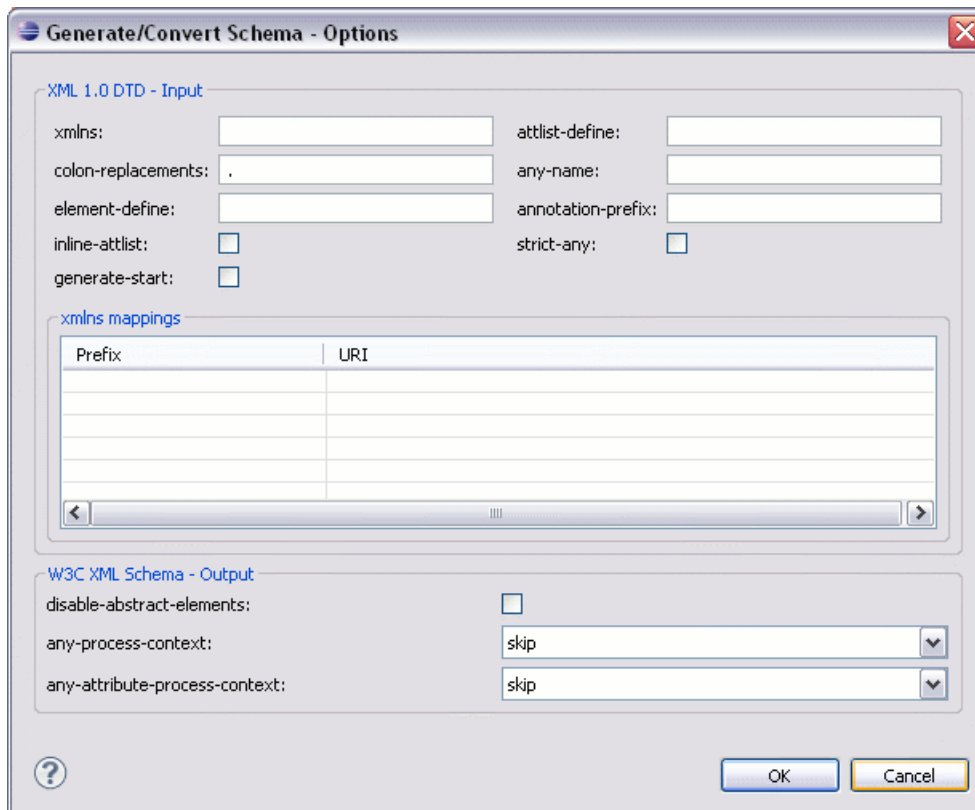 Generate/Convert Schema - Options
XML 1.0 DTD - Input
xmlns: attlist-define:
colon-replacements: . any-name:
element-define: annotation-prefix:
inline-attlist: strict-any:
generate-start:
xmlns mappings
Prefix URI
W3C XML Schema - Output
disable-abstract-elements:
any-process-context: skip
any-attribute-process-context: skip
? OK Cancel